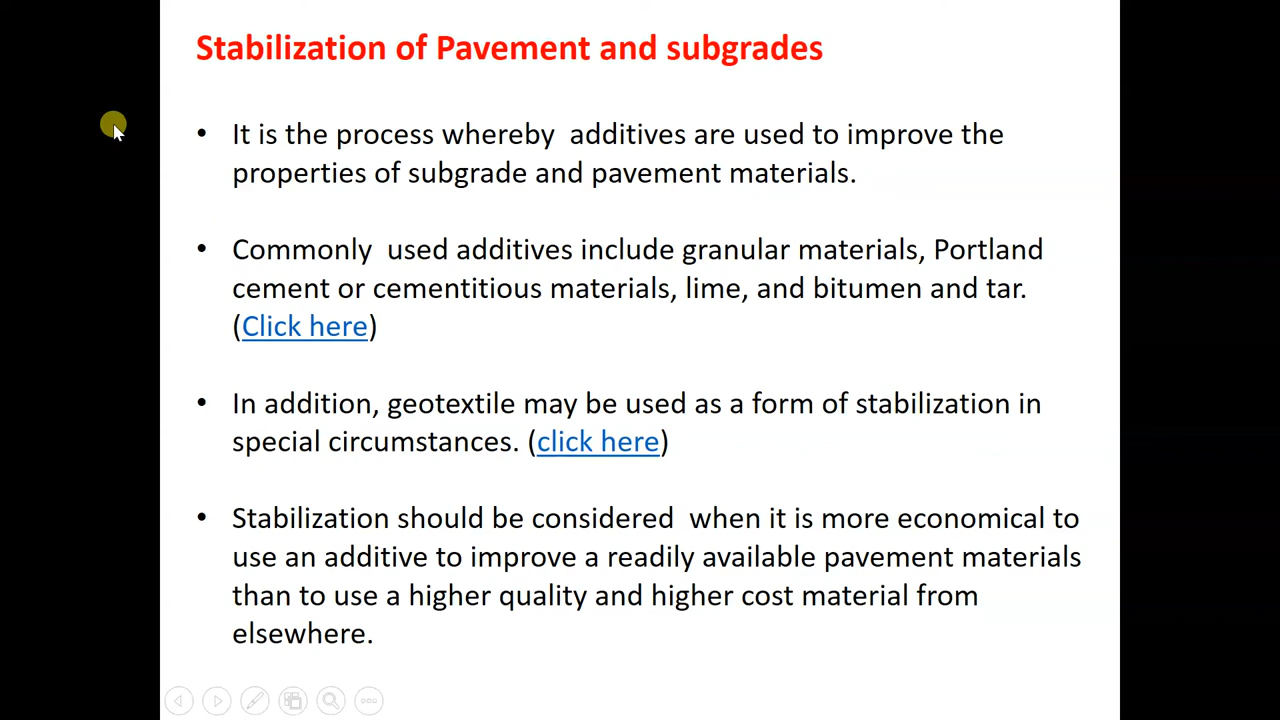 Stabilization of Pavement and subgrades
• It is the process whereby  additives are used to improve the
properties of subgrade and pavement materials.
• Commonly  used additives include granular materials, Portland
cement or cementitious materials, lime, and bitumen and tar.
(Click here)
• In addition, geotextile may be used as a form of stabilization in
special circumstances. (click here)
• Stabilization should be considered  when it is more economical to
use an additive to improve a readily available pavement materials
than to use a higher quality and higher cost material from
elsewhere.